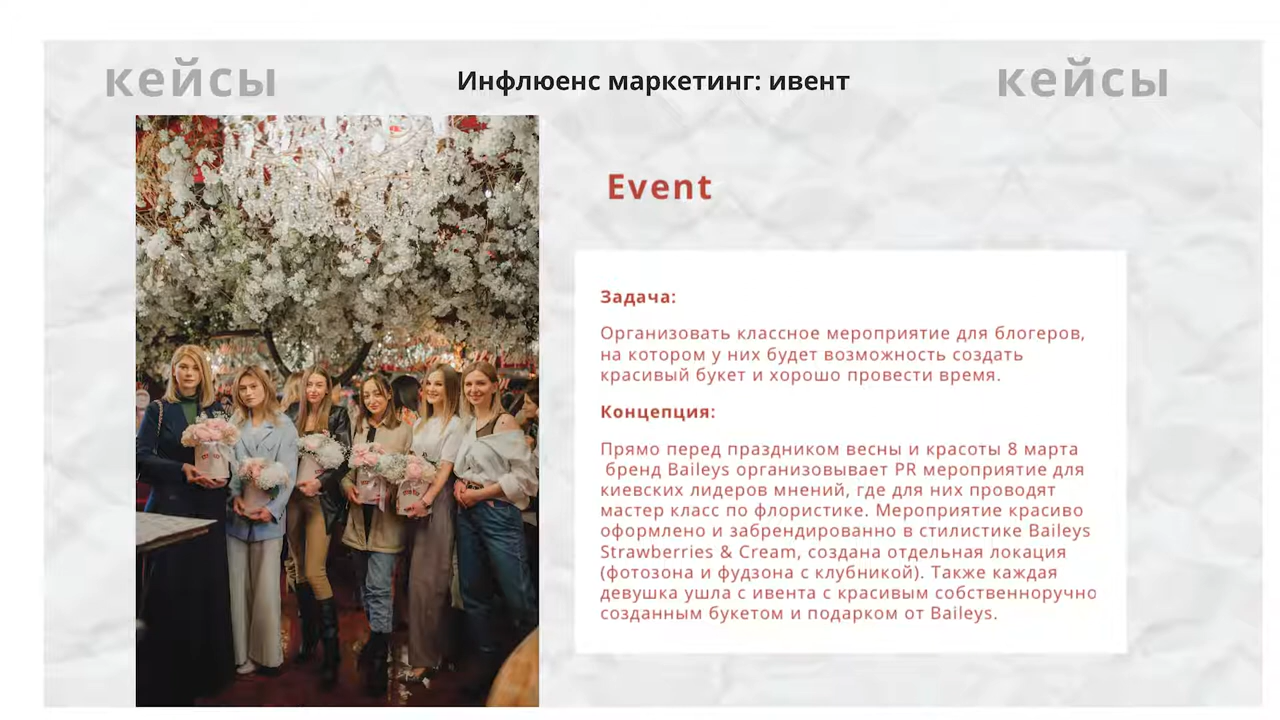 кейсы
Инфлюенс маркетинг: ивент
кейсы
Event
Задача:
Организовать классное мероприятие для блогеров,
на котором у них будет возможность создать
красивый букет и хорошо провести время.
Концепция:
Прямо перед праздником весны и красоты 8 марта
бренд Baileys организовывает PR мероприятие для
киевских лидеров мнений, где для них проводят
мастер класс по флористике. Мероприятие красиво
оформлено и забрендированно в стилистике Baileys
Strawberries & Cream, создана отдельная локация
(фотозона и фудзона с клубникой). Также каждая
девушка ушла с ивента с красивым собственноручно
созданным букетом и подарком от Baileys.